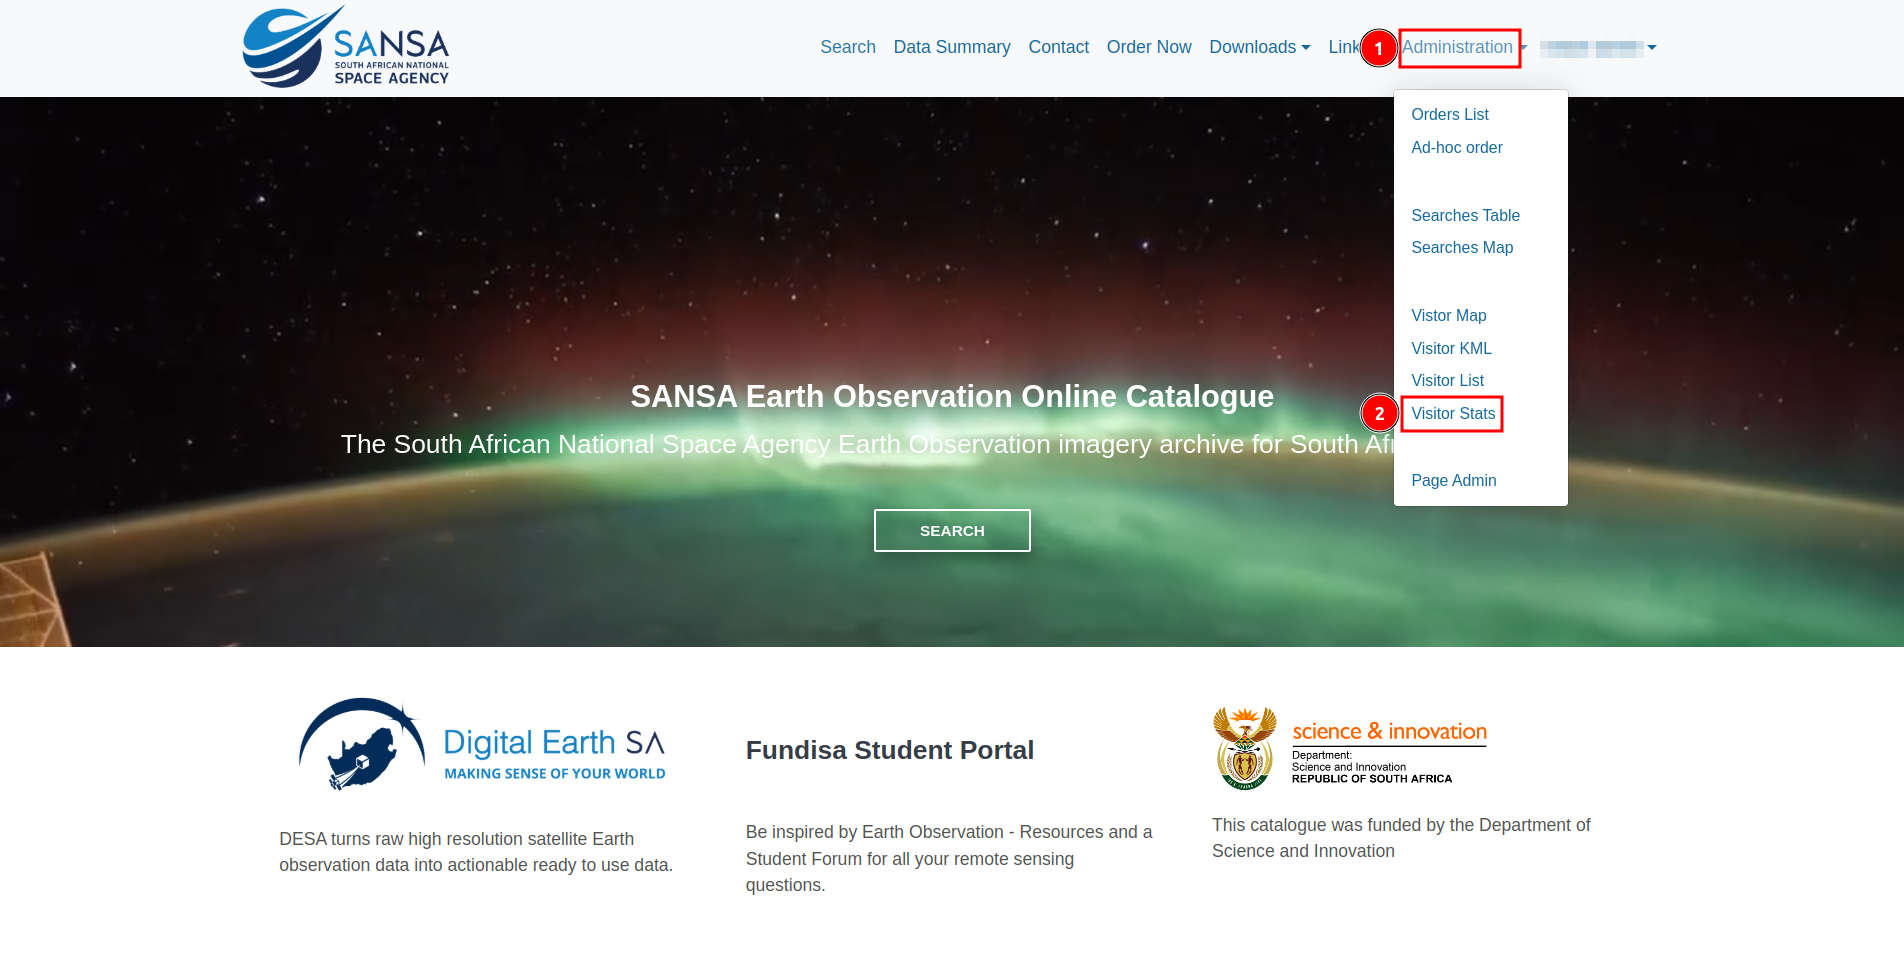 SANSA
SOUTH AFRICAN NATIONAL
SPACE AGENCY
Search Data Summary Contact Order Now Downloads Link 1 Administration
Orders List
Ad-hoc order
Searches Table
Searches Map
Vistor Map
Visitor KML
Visitor List
2 Visitor Stats
Page Admin
SANSA Earth Observation Online Catalogue
The South African National Space Agency Earth Observation imagery archive for South Afr
SEARCH
Digital Earth SA
MAKING SENSE OF YOUR WORLD
DESA turns raw high resolution satellite Earth
observation data into actionable ready to use data.
Fundisa Student Portal
Be inspired by Earth Observation - Resources and a
Student Forum for all your remote sensing
questions.
science & innovation
Department:
Science and Innovation
REPUBLIC OF SOUTH AFRICA
This catalogue was funded by the Department of
Science and Innovation